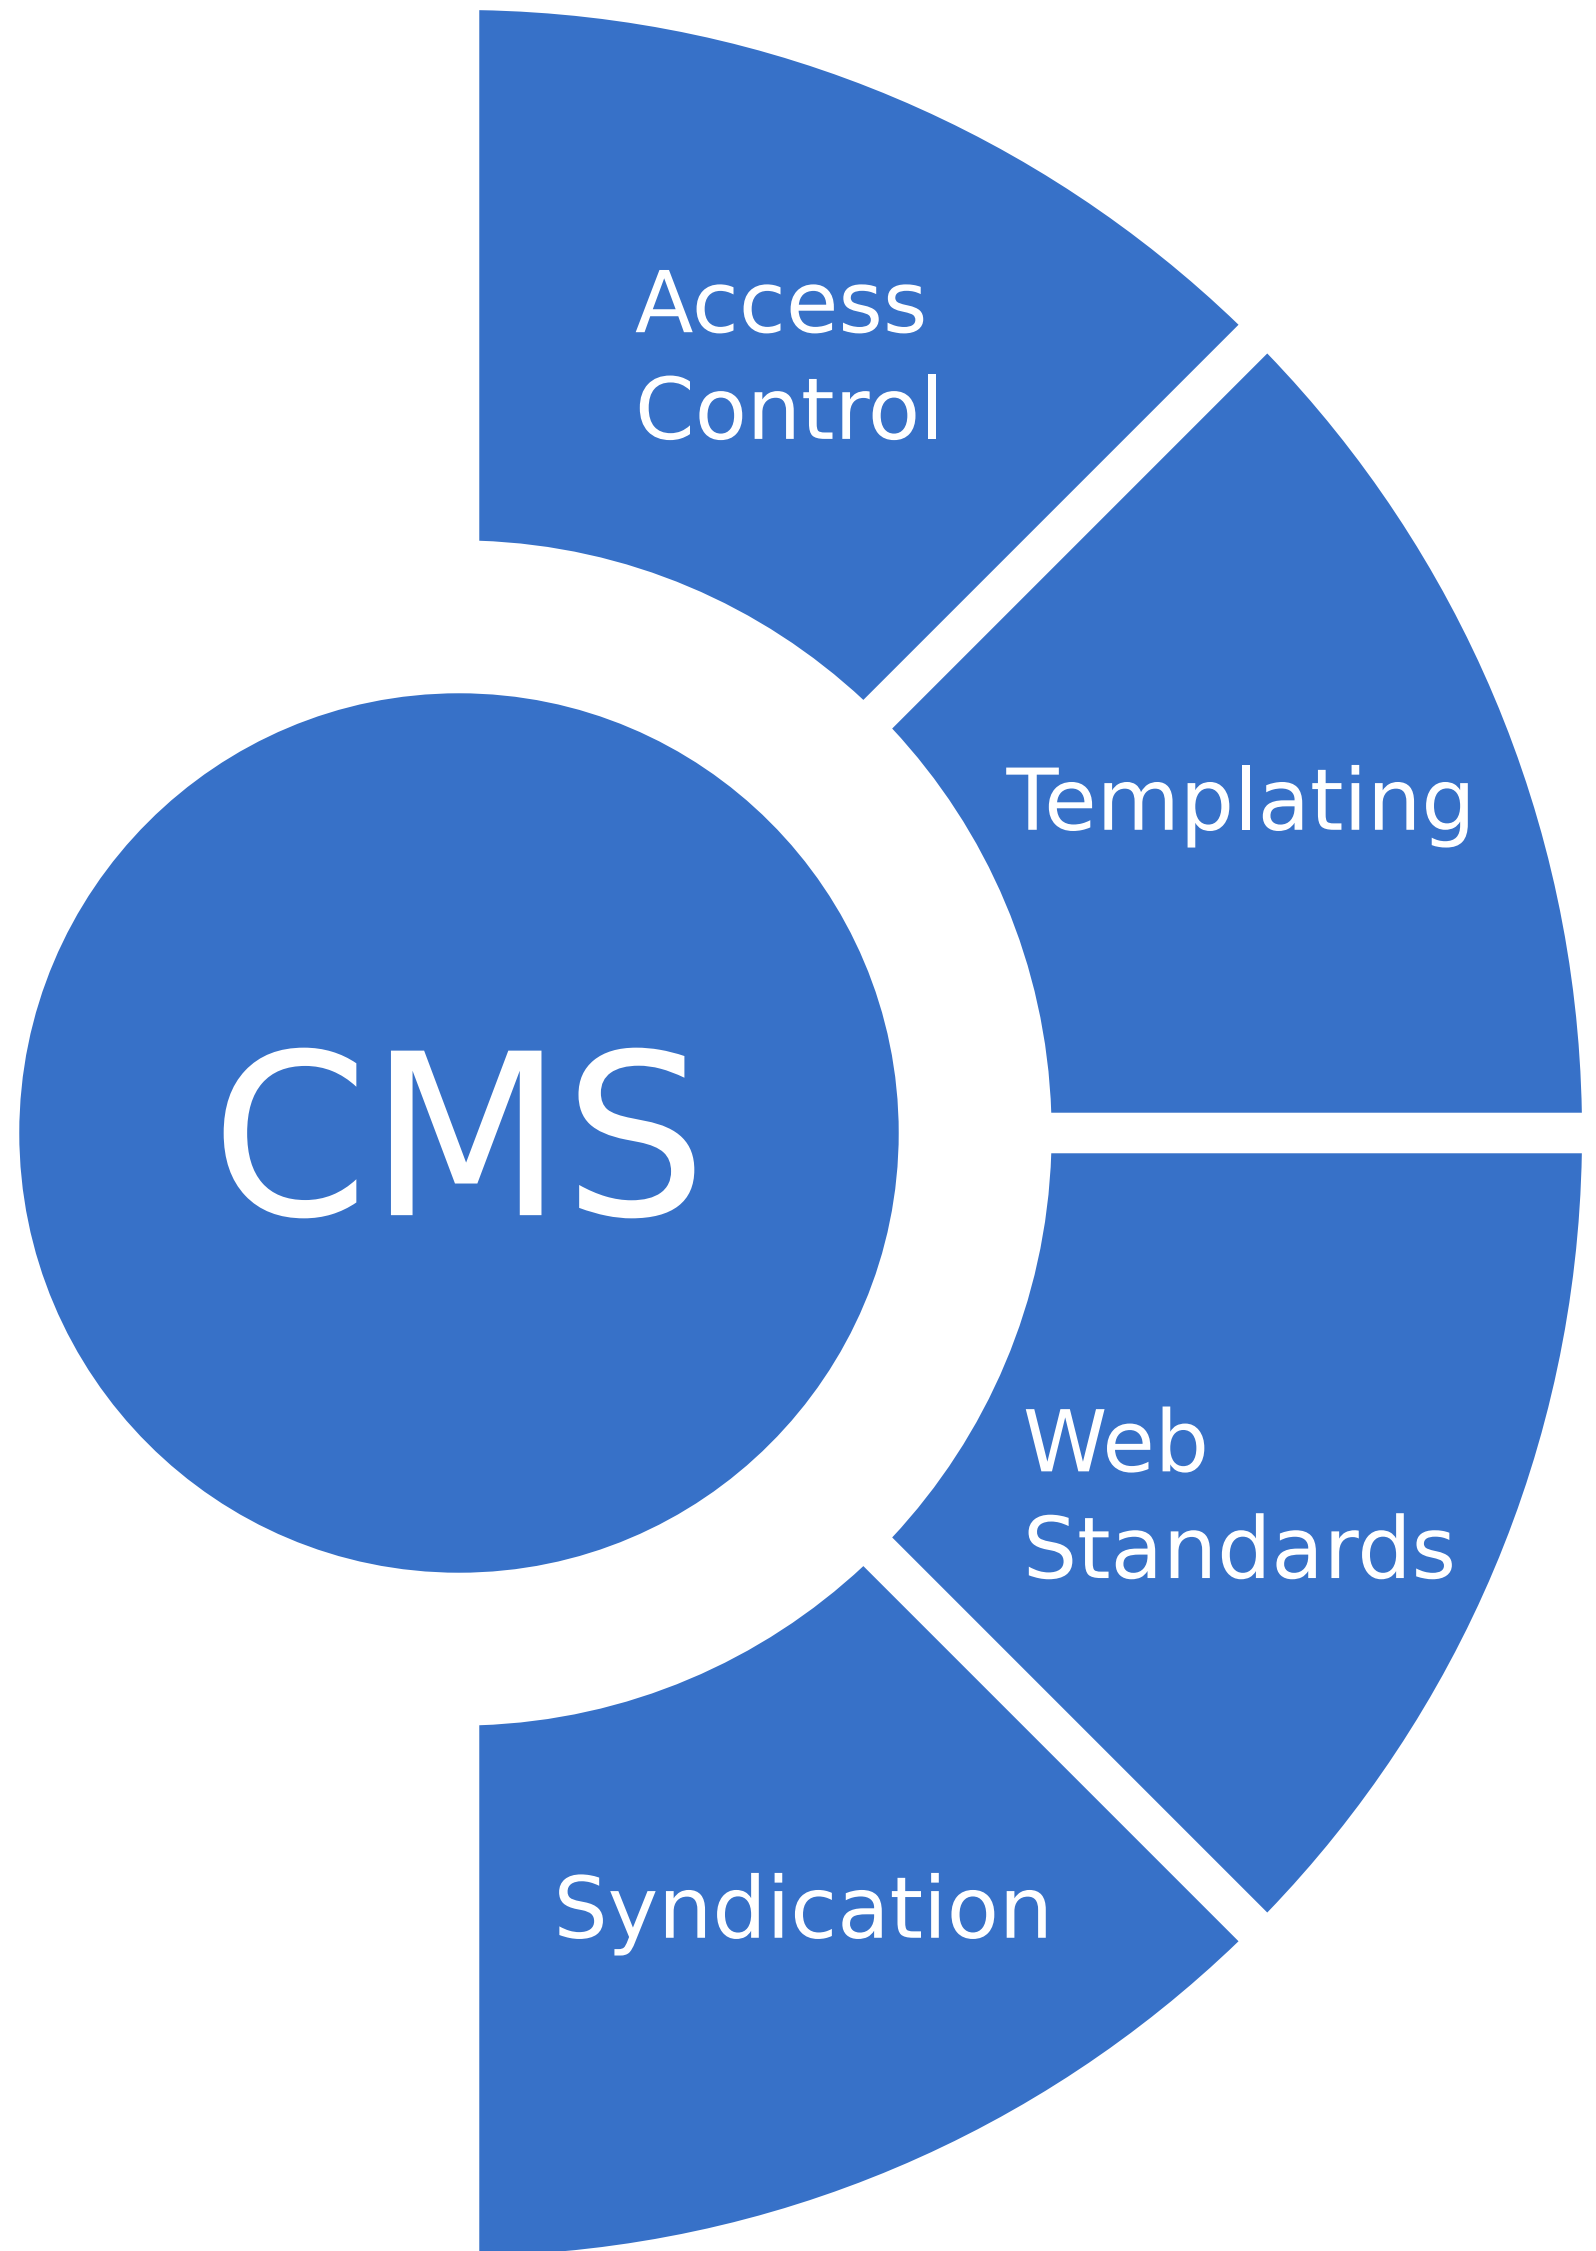 Access
Control
Templating
CMS
Web
Standards
Syndication